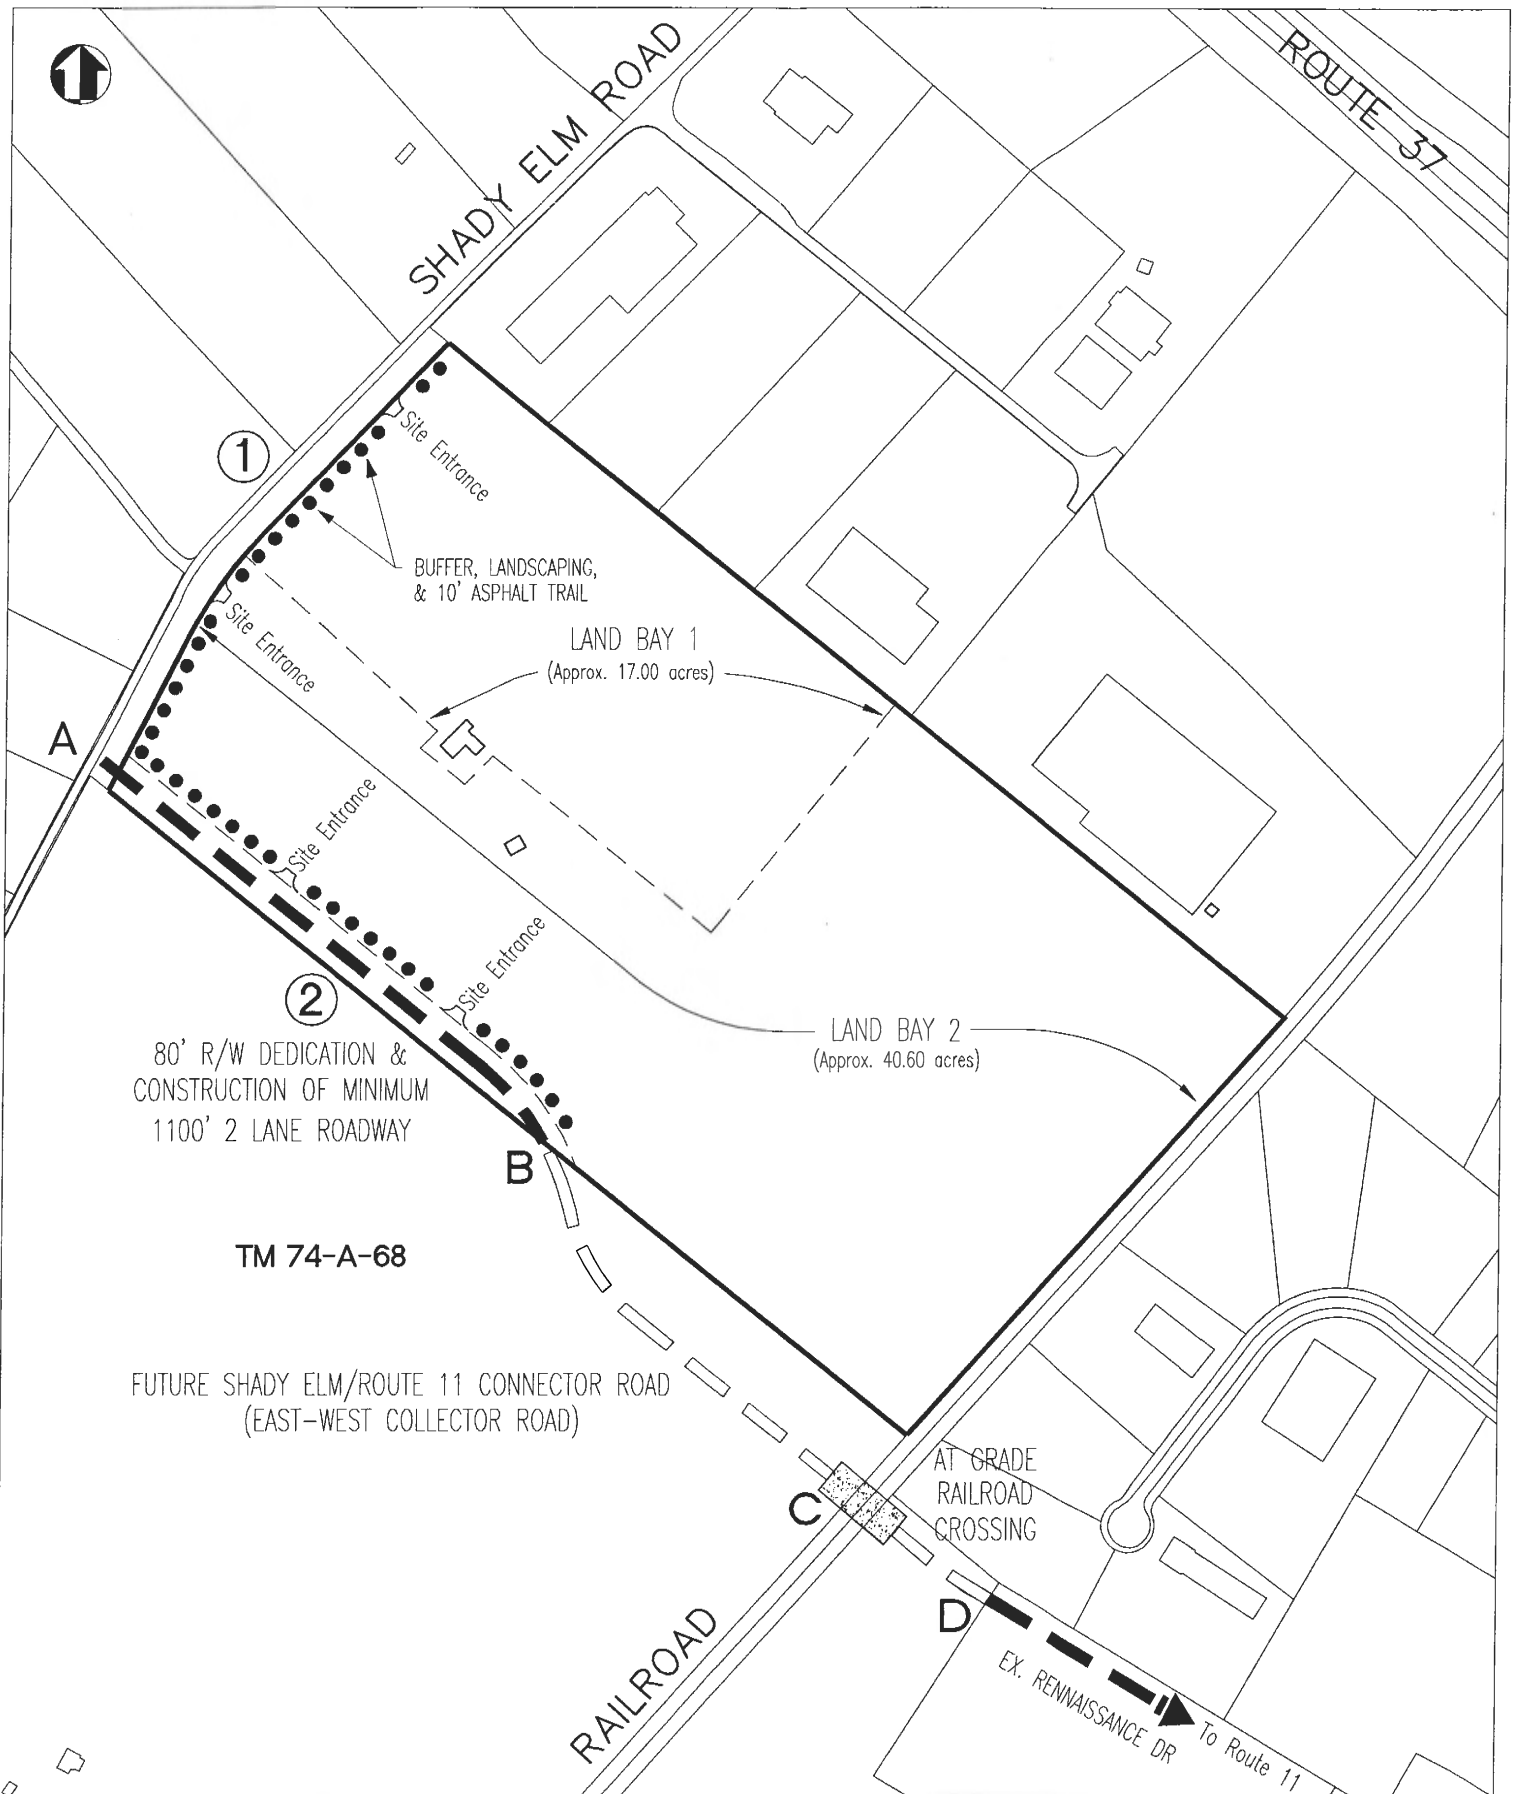 ROUTE 37
SHADY ELM ROAD
1
Site Entrance
BUFFER, LANDSCAPING,
& 10' ASPHALT TRAIL
Site Entrance
LAND BAY 1
(Approx. 17.00 acres)
A
Site Entrance
Site Entrance
2
80' R/W DEDICATION &
CONSTRUCTION OF MINIMUM
1100' 2 LANE ROADWAY
LAND BAY 2
(Approx. 40.60 acres)
B
TM 74-A-68
FUTURE SHADY ELM/ROUTE 11 CONNECTOR ROAD
(EAST-WEST COLLECTOR ROAD)
AT GRADE
RAILROAD
CROSSING
C
D
RAILROAD
EX. RENNAISSANCE DR
To Route 11